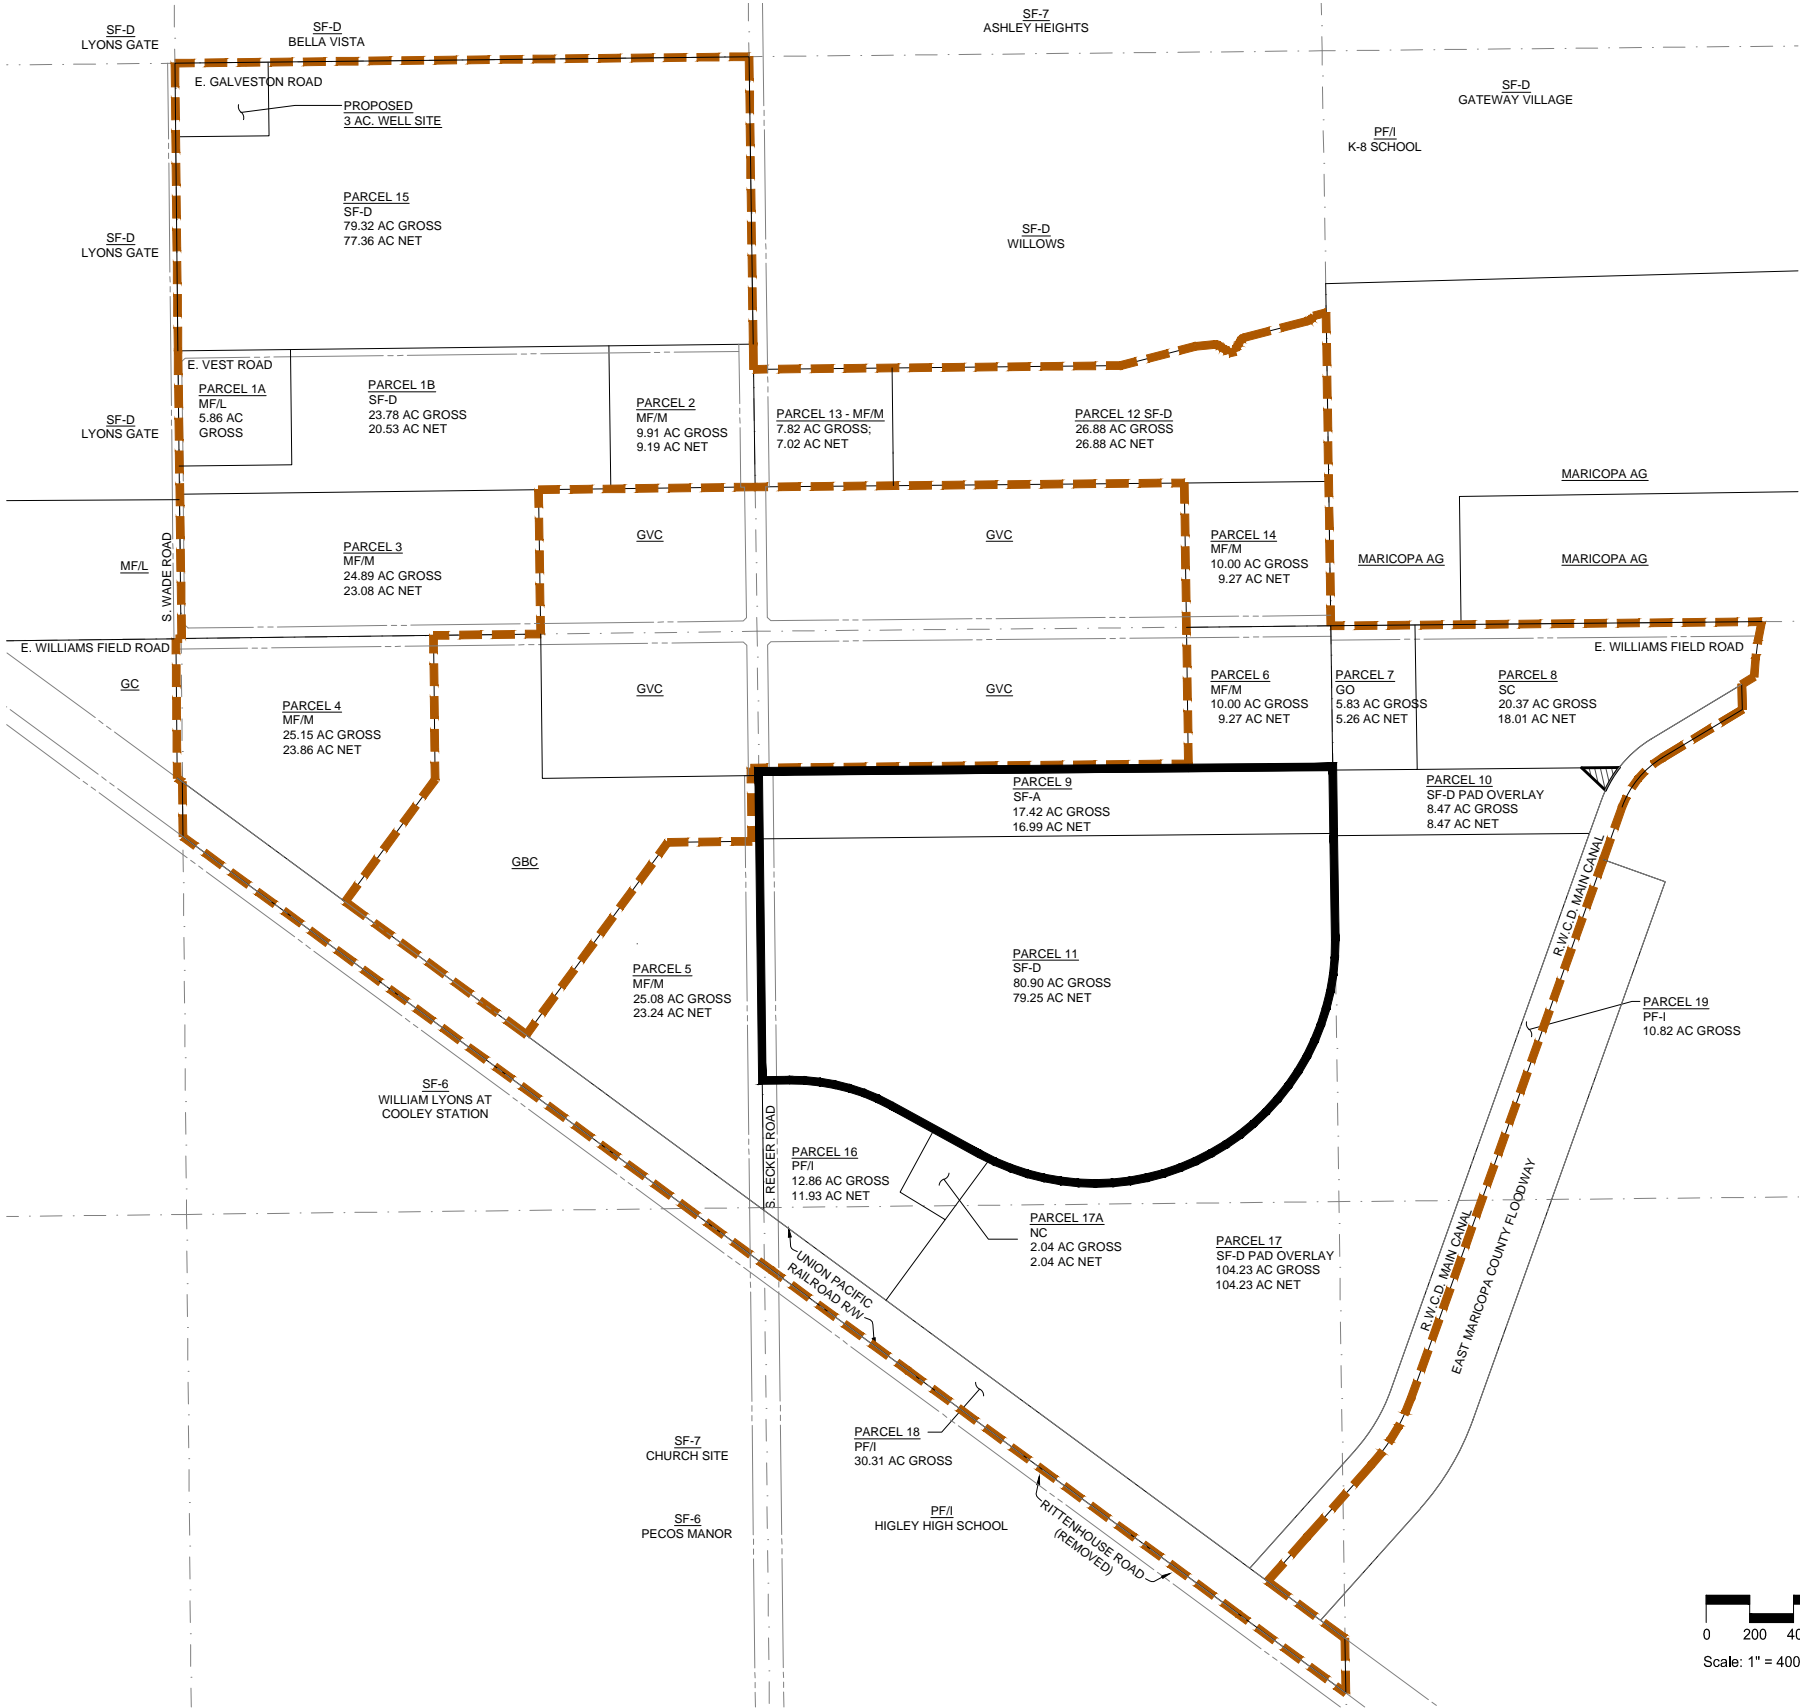 SF-D
LYONS GATE
SF-D
BELLA VISTA
SF-7
ASHLEY HEIGHTS
E. GALVESTON ROAD
PROPOSED
3 AC. WELL SITE
SF-D
GATEWAY VILLAGE
PF/I
K-8 SCHOOL
PARCEL 15
SF-D
79.32 AC GROSS
77.36 AC NET
SF-D
LYONS GATE
SF-D
WILLOWS
E. VEST ROAD
PARCEL 1A
MF/L
5.86 AC
GROSS
PARCEL 1B
SF-D
23.78 AC GROSS
20.53 AC NET
PARCEL 2
MF/M
9.91 AC GROSS
9.19 AC NET
PARCEL 13 - MF/M
7.82 AC GROSS;
7.02 AC NET
PARCEL 12 SF-D
26.88 AC GROSS
26.88 AC NET
SF-D
LYONS GATE
MARICOPA AG
MF/L
S. WADE ROAD
PARCEL 3
MF/M
24.89 AC GROSS
23.08 AC NET
GVC
GVC
PARCEL 14
MF/M
10.00 AC GROSS
9.27 AC NET
MARICOPA AG
MARICOPA AG
E. WILLIAMS FIELD ROAD
E. WILLIAMS FIELD ROAD
GC
PARCEL 4
MF/M
25.15 AC GROSS
23.86 AC NET
GVC
GVC
PARCEL 6
MF/M
10.00 AC GROSS
9.27 AC NET
PARCEL 7
GO
5.83 AC GROSS
5.26 AC NET
PARCEL 8
SC
20.37 AC GROSS
18.01 AC NET
PARCEL 9
SF-A
17.42 AC GROSS
16.99 AC NET
PARCEL 10
SF-D PAD OVERLAY
8.47 AC GROSS
8.47 AC NET
GBC
R.W.C.D. MAIN CANAL
PARCEL 5
MF/M
25.08 AC GROSS
23.24 AC NET
PARCEL 11
SF-D
80.90 AC GROSS
79.25 AC NET
PARCEL 19
PF-I
10.82 AC GROSS
SF-6
WILLIAM LYONS AT
COOLEY STATION
S. RECKER ROAD
PARCEL 16
PF/I
12.86 AC GROSS
11.93 AC NET
PARCEL 17A
NC
2.04 AC GROSS
2.04 AC NET
PARCEL 17
SF-D PAD OVERLAY
104.23 AC GROSS
104.23 AC NET
R.W.C.D. MAIN CANAL
EAST MARICOPA COUNTY FLOODWAY
UNION PACIFIC
RAILROAD R/W
PARCEL 18
PF/I
30.31 AC GROSS
SF-7
CHURCH SITE
SF-6
PECOS MANOR
PF/I
HIGLEY HIGH SCHOOL
RITTENHOUSE ROAD
(REMOVED)
0 200 40
Scale: 1" = 400